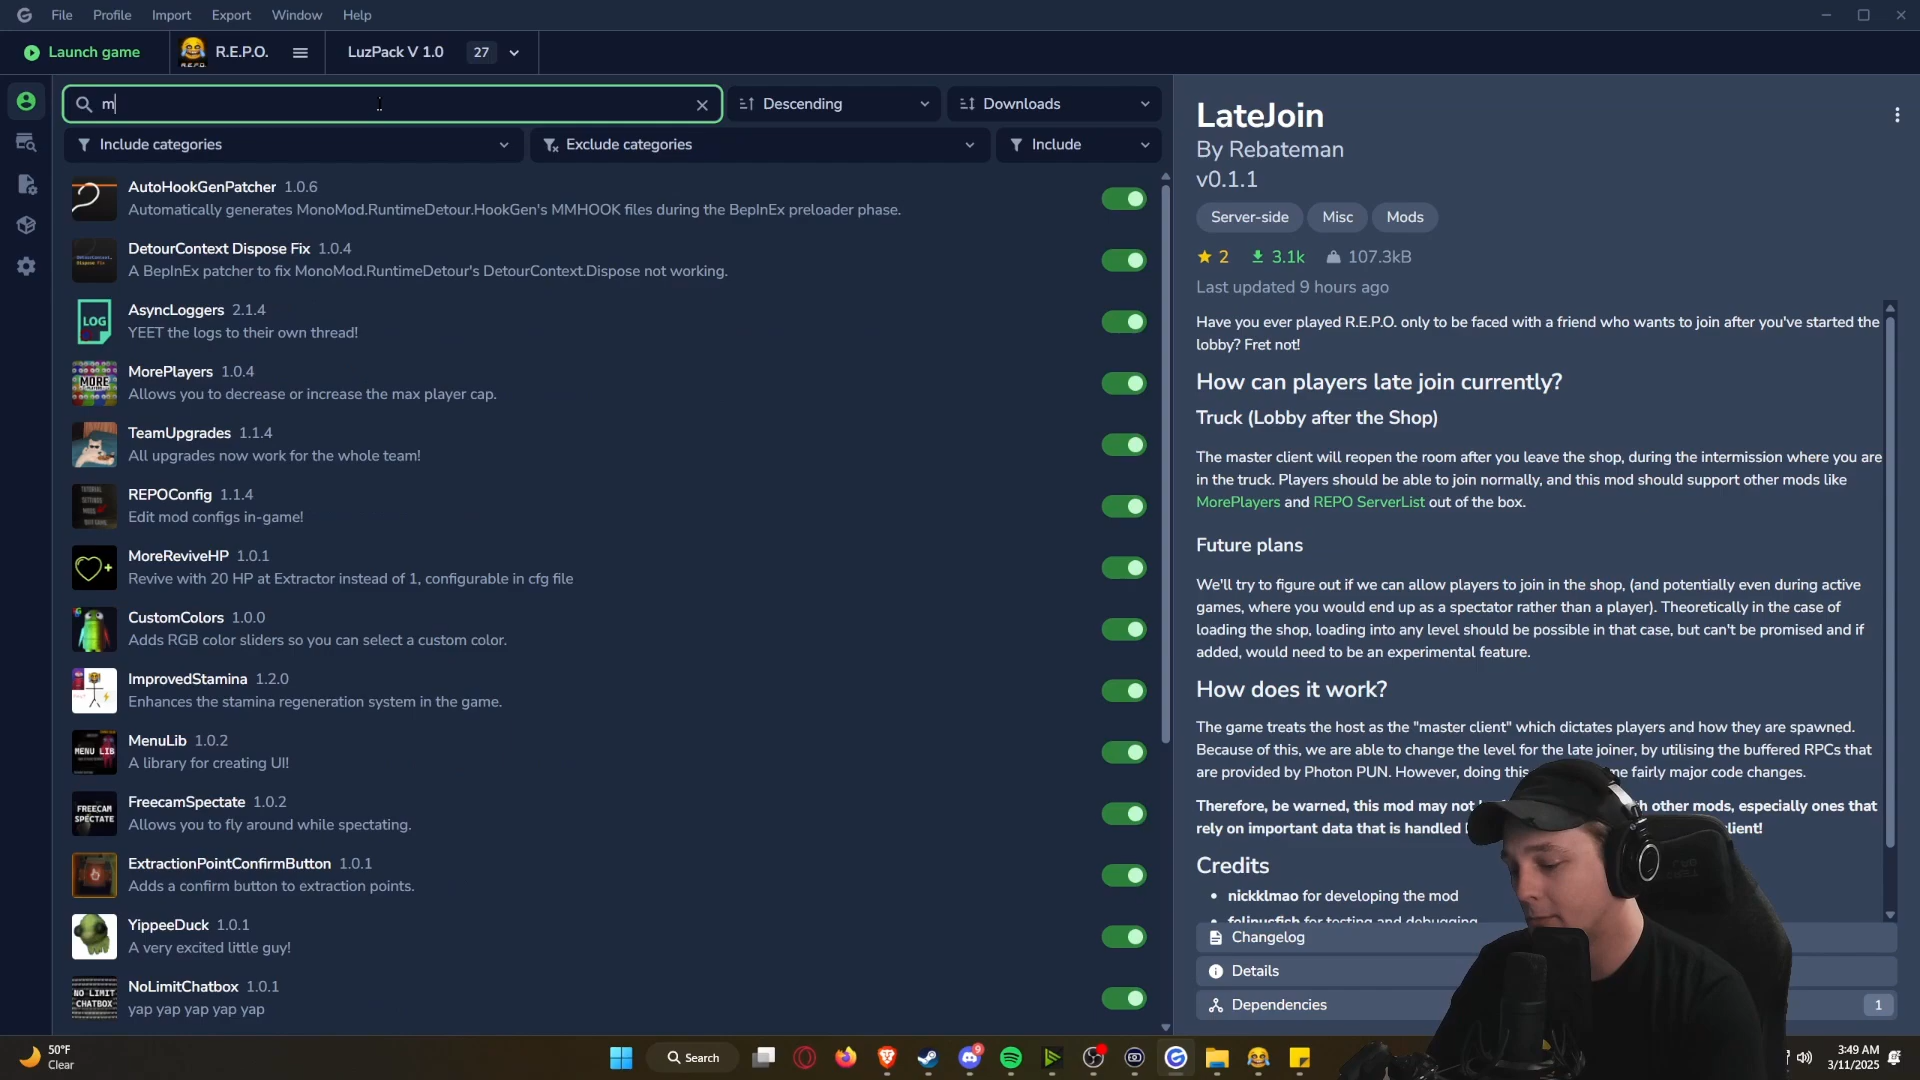 File Profile Import Export Window Help
Launch game R.E.P.O. LuzPack V 1.0 27
m Descending Downloads
Include categories Exclude categories Include
AutoHookGenPatcher 1.0.6
Automatically generates MonoMod.RuntimeDetour.HookGen's MMHOOK files during the BepInEx preloader phase.
DetourContext Dispose Fix 1.0.4
A BepInEx patcher to fix MonoMod.RuntimeDetour's DetourContext.Dispose not working.
LOG
AsyncLoggers 2.1.4
YEET the logs to their own thread!
MORE
MorePlayers 1.0.4
Allows you to decrease or increase the max player cap.
TeamUpgrades 1.1.4
All upgrades now work for the whole team!
REPOConfig 1.1.4
Edit mod configs in-game!
MoreReviveHP 1.0.1
Revive with 20 HP at Extractor instead of 1, configurable in cfg file
CustomColors 1.0.0
Adds RGB color sliders so you can select a custom color.
ImprovedStamina 1.2.0
Enhances the stamina regeneration system in the game.
MENU LIB
MenuLib 1.0.2
A library for creating UI!
FREECAM SPECTATE
FreecamSpectate 1.0.2
Allows you to fly around while spectating.
ExtractionPointConfirmButton 1.0.1
Adds a confirm button to extraction points.
YippeeDuck 1.0.1
A very excited little guy!
NO LIMIT CHATBOX
NoLimitChatbox 1.0.1
yap yap yap yap yap
LateJoin
By Rebateman
v0.1.1
Server-side Misc Mods
2 3.1k 107.3kB
Last updated 9 hours ago
Have you ever played R.E.P.O. only to be faced with a friend who wants to join after you've started the
lobby? Fret not!
How can players late join currently?
Truck (Lobby after the Shop)
The master client will reopen the room after you leave the shop, during the intermission where you are
in the truck. Players should be able to join normally, and this mod should support other mods like
MorePlayers and REPO ServerList out of the box.
Future plans
We'll try to figure out if we can allow players to join in the shop, (and potentially even during active
games, where you would end up as a spectator rather than a player). Theoretically in the case of
loading the shop, loading into any level should be possible in that case, but can't be promised and if
added, would need to be an experimental feature.
How does it work?
The game treats the host as the "master client" which dictates players and how they are spawned.
Because of this, we are able to change the level for the late joiner, by utilising the buffered RPCs that
are provided by Photon PUN. However, doing this me fairly major code changes.
Therefore, be warned, this mod may not other mods, especially ones that
rely on important data that is handled client!
Credits
nickklmao for developing the mod
felinusfish for testing and debugging
Changelog
Details
Dependencies 1
50°F
Clear
Search
9
3:49 AM
3/11/2025